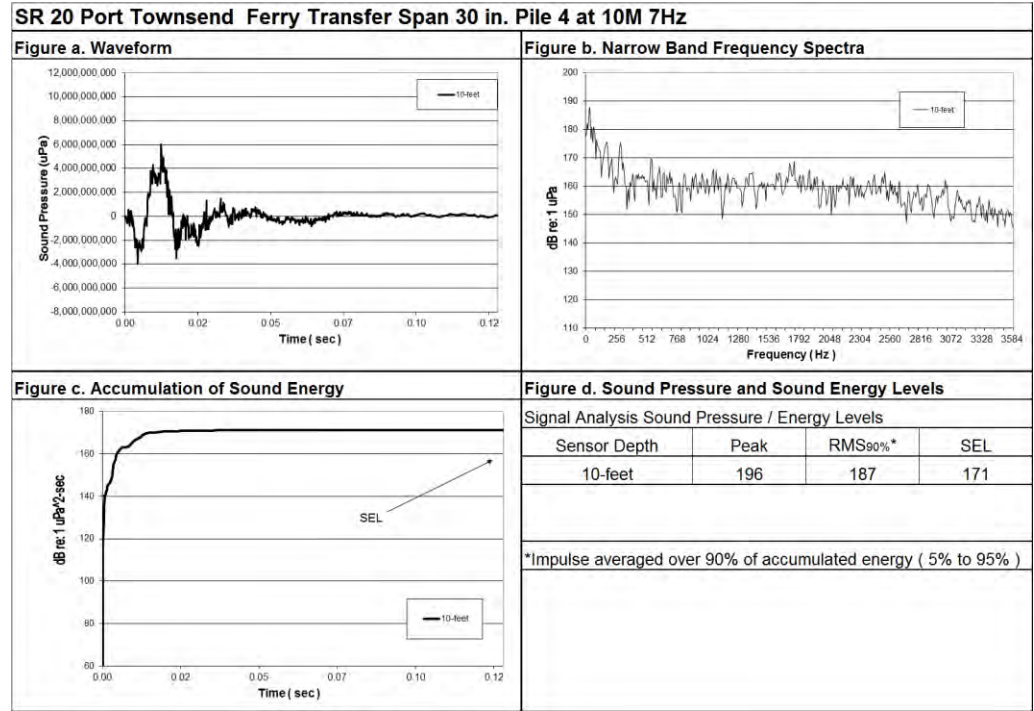 SR 20 Port Townsend Ferry Transfer Span 30 in. Pile 4 at 10M 7Hz
Figure a. Waveform
12,000,000,000
10,000,000,000
8,000,000,000
6,000,000,000
4,000,000,000
2,000,000,000
0
-2,000,000,000
-4,000,000,000
-6,000,000,000
-8,000,000,000
Sound Pressure (uPa)
10-feet
0.00 0.02 0.05 0.07 0.10 0.12
Time ( sec )
Figure b. Narrow Band Frequency Spectra
200
190
180
170
160
150
140
130
120
110
dB re: 1 uPa
10-feet
0 256 512 768 1024 1280 1536 1792 2048 2304 2560 2816 3072 3328 3584
Frequency ( Hz )
Figure c. Accumulation of Sound Energy
180
160
140
120
100
80
60
dB re: 1 uPa^2-sec
SEL
10-feet
0.00 0.02 0.05 0.07 0.10 0.12
Time ( sec )
Figure d. Sound Pressure and Sound Energy Levels
Signal Analysis Sound Pressure / Energy Levels
Sensor Depth Peak RMS90%* SEL
10-feet 196 187 171
*Impulse averaged over 90% of accumulated energy ( 5% to 95% )